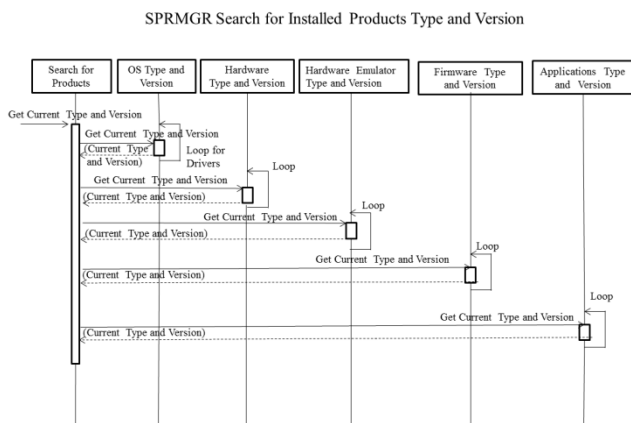 SPRMGR Search for Installed Products Type and Version
Search for
Products
OS Type and
Version
Hardware
Type and Version
Hardware Emulator
Type and Version
Firmware Type
and Version
Applications Type
and Version
Get Current Type and Version
Get Current Type and Version
(Current Type
and Version)
Loop for
Drivers
Loop
Get Current Type and Version
(Current Type and Version)
Loop
Get Current Type and Version
(Current Type and Version)
Loop
Get Current Type and Version
(Current Type and Version)
Loop
Get Current Type and Version
(Current Type and Version)